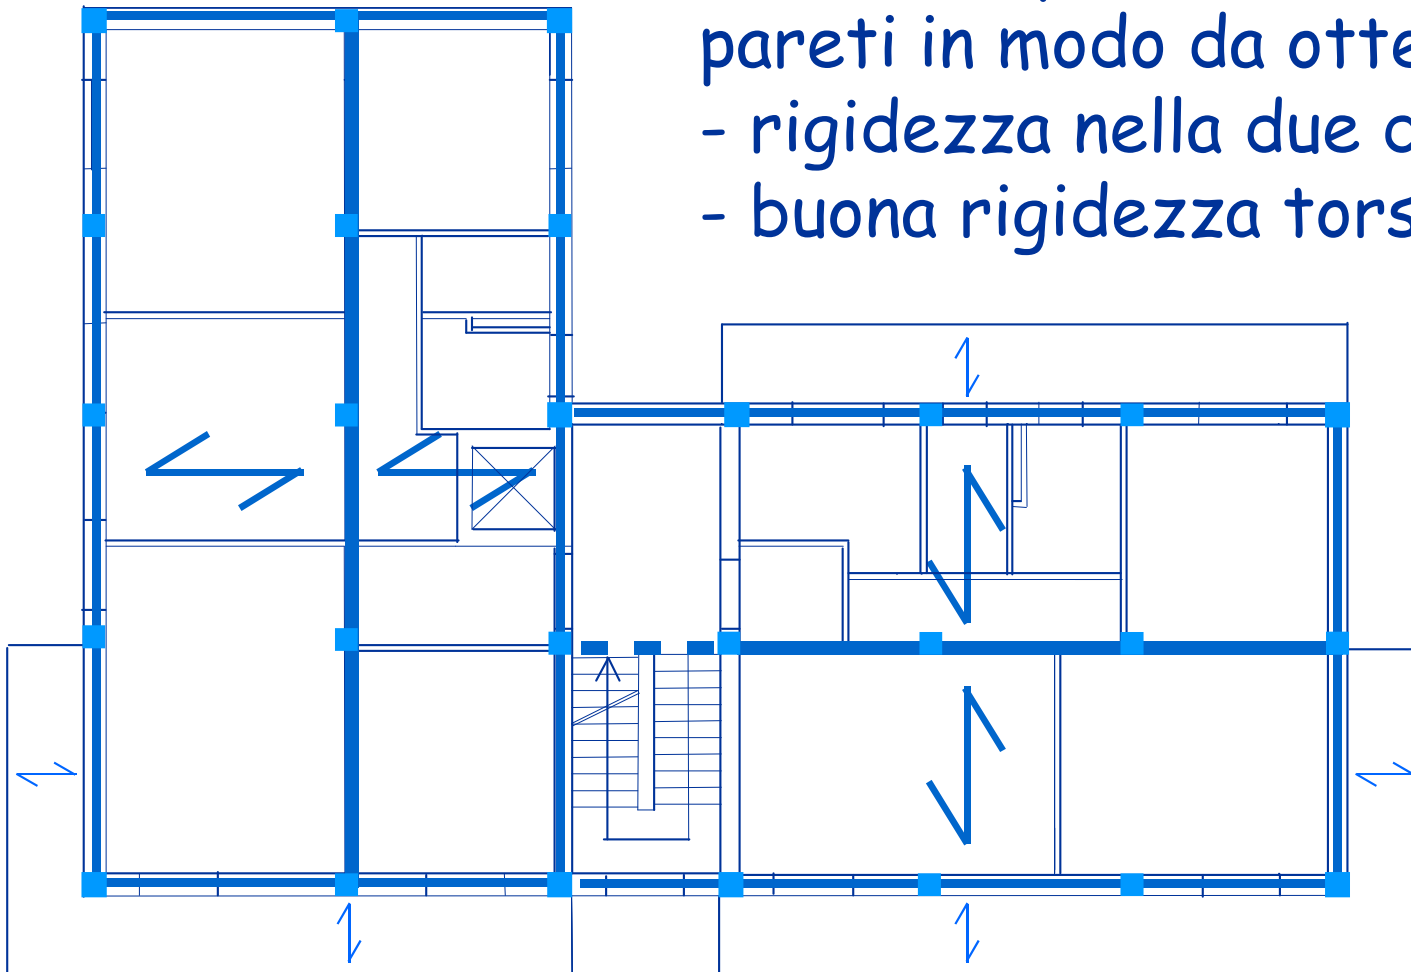 pareti in modo da otte
- rigidezza nella due
- buona rigidezza tors